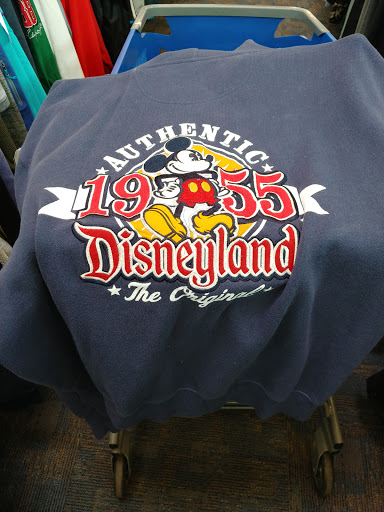 AUTHENTIC
1955
Disneyland
The Original